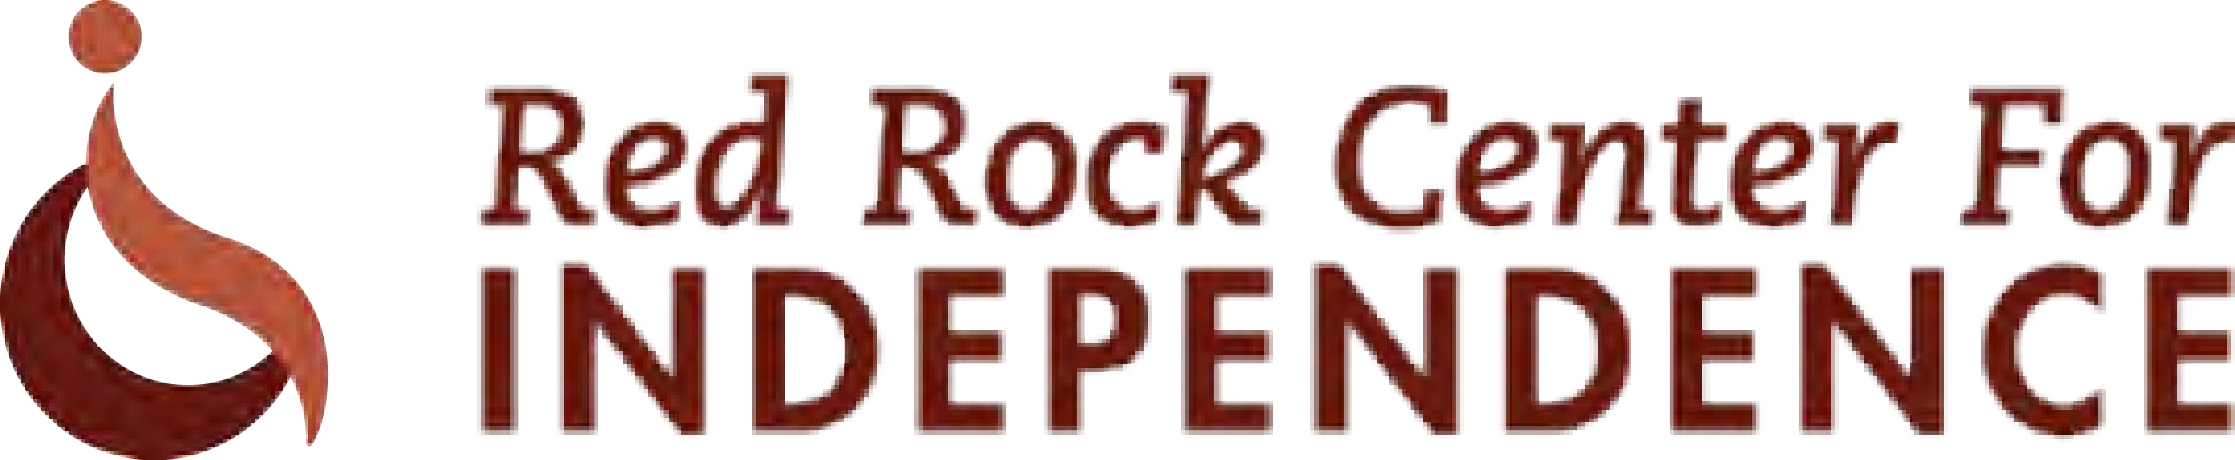 Red Rock Center For
INDEPENDENCE